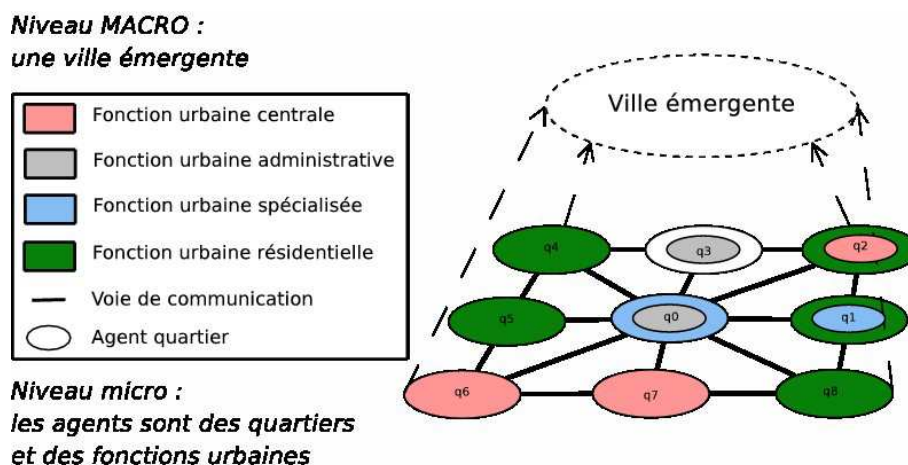 Niveau MACRO :
une ville émergente
Fonction urbaine centrale
Fonction urbaine administrative
Fonction urbaine spécialisée
Fonction urbaine résidentielle
Voie de communication
Agent quartier
Niveau micro :
les agents sont des quartiers
et des fonctions urbaines
Ville émergente
q4
q3
q2
q5
q0
q1
q6
q7
q8